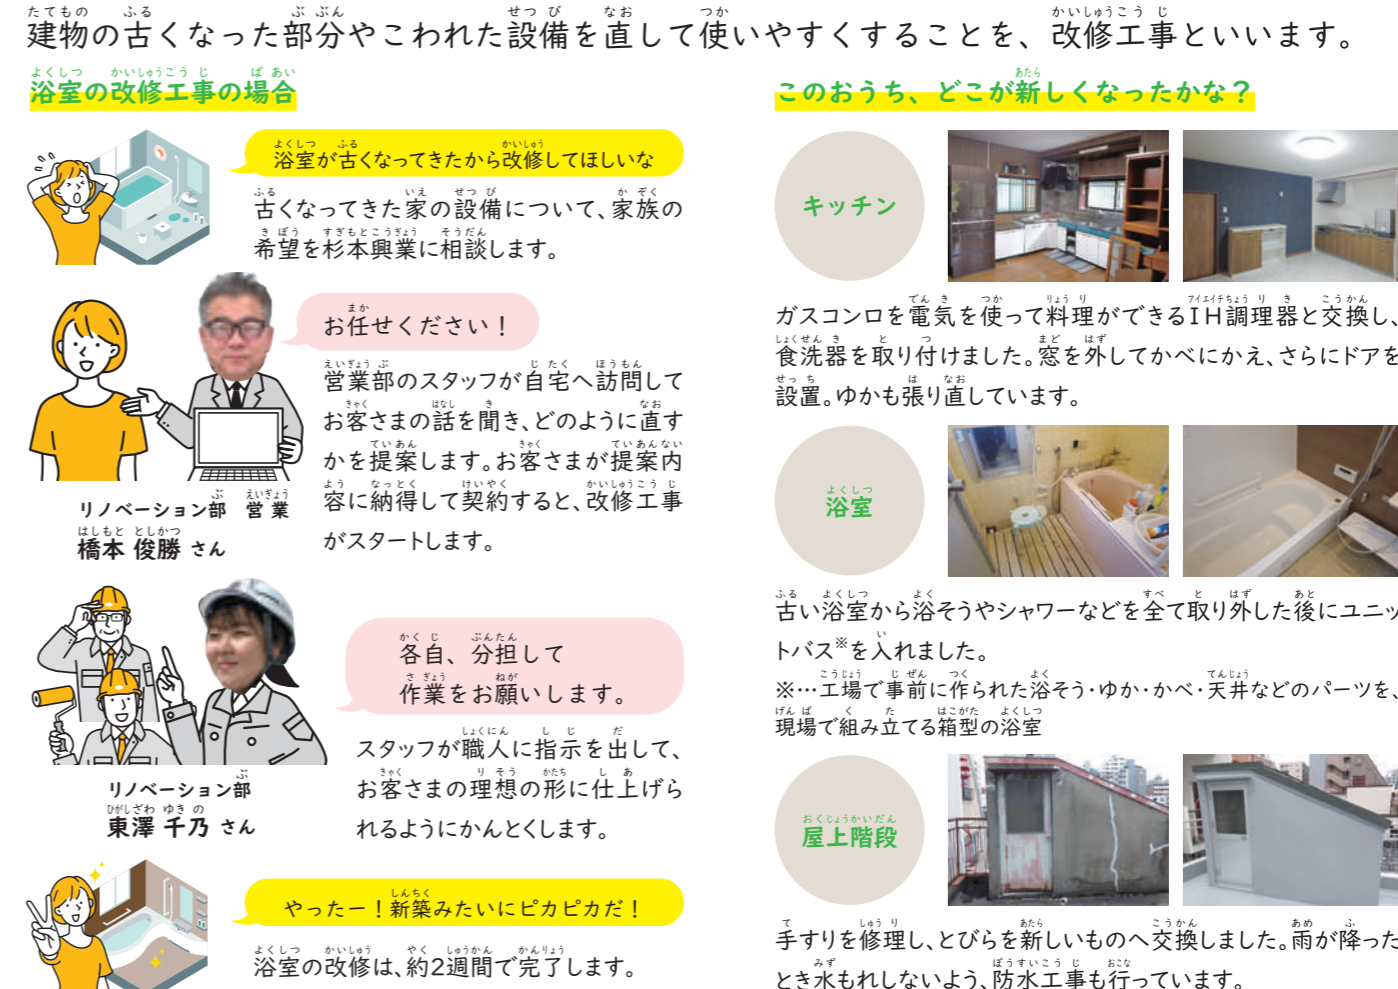 建物の古くなった部分やこわれた設備を直して使いやすくすることを、改修工事といいます。
浴室の改修工事の場合
浴室が古くなってきたから改修してほしいな
古くなってきた家の設備について、家族の
希望を杉本興業に相談します。
お任せください！
営業部のスタッフが自宅へ訪問して
お客さまの話を聞き、どのように直す
かを提案します。お客さまが提案内
容に納得して契約すると、改修工事
がスタートします。
リノベーション部 営業
橋本 俊勝 さん
各自、分担して
作業をお願いします。
スタッフが職人に指示を出して、
お客さまの理想の形に仕上げら
れるようにかんとくします。
リノベーション部
東澤 千乃 さん
やったー！新築みたいにピカピカだ！
浴室の改修は、約2週間で完了します。
このおうち、どこが新しくなったかな？
キッチン
ガスコンロを電気を使って料理ができるIH調理器と交換し、
食洗器を取り付けました。窓を外してかべにかえ、さらにドアを
設置。ゆかも張り直しています。
浴室
古い浴室から浴そうやシャワーなどを全て取り外した後にユニッ
トバス※を入れました。
※…工場で事前に作られた浴そう・ゆか・かべ・天井などのパーツを、
現場で組み立てる箱型の浴室
屋上階段
手すりを修理し、とびらを新しいものへ交換しました。雨が降った
とき水もれしないよう、防水工事も行っています。